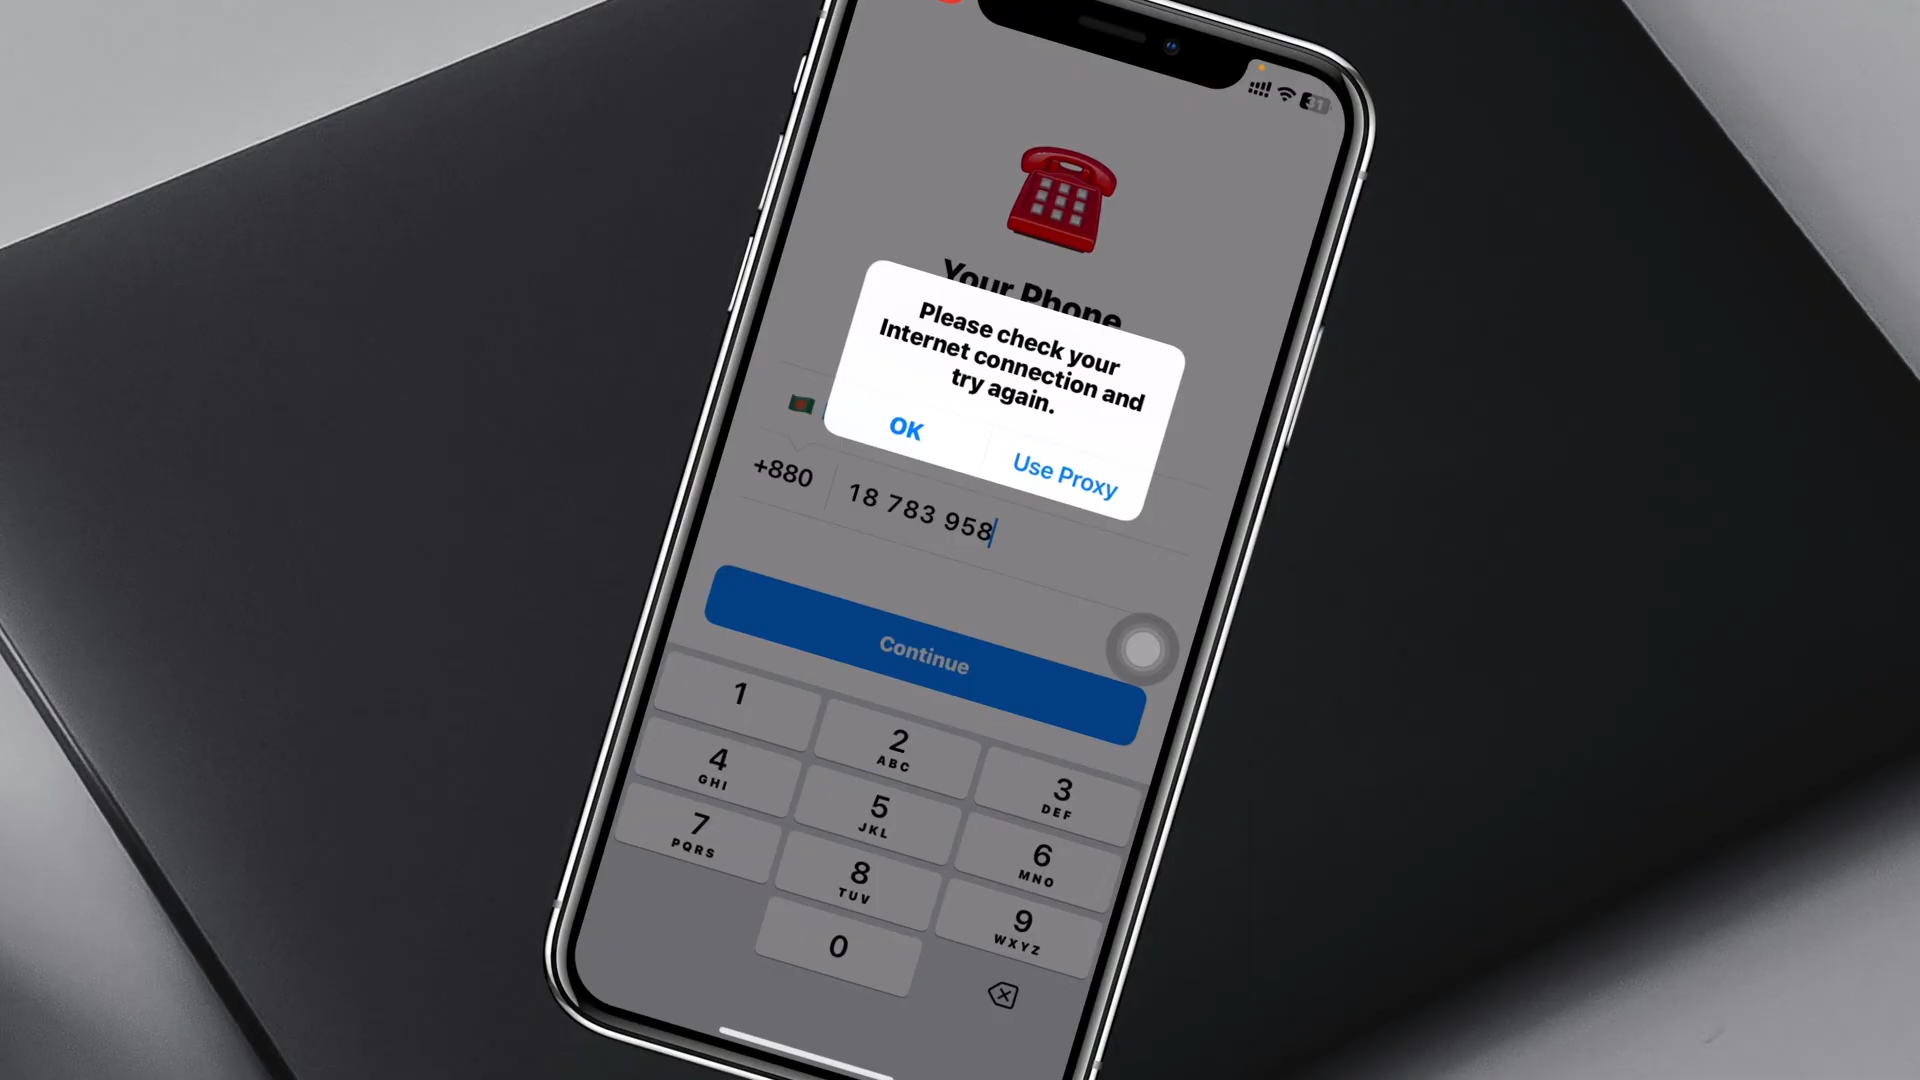 31
Your Phone
Please check your
Internet connection and
try again.
OK
Use Proxy
+880
18 783 958
Continue
1
2
ABC
3
DEF
4
GHI
5
JKL
6
MNO
7
PQRS
8
TUV
9
WXYZ
0